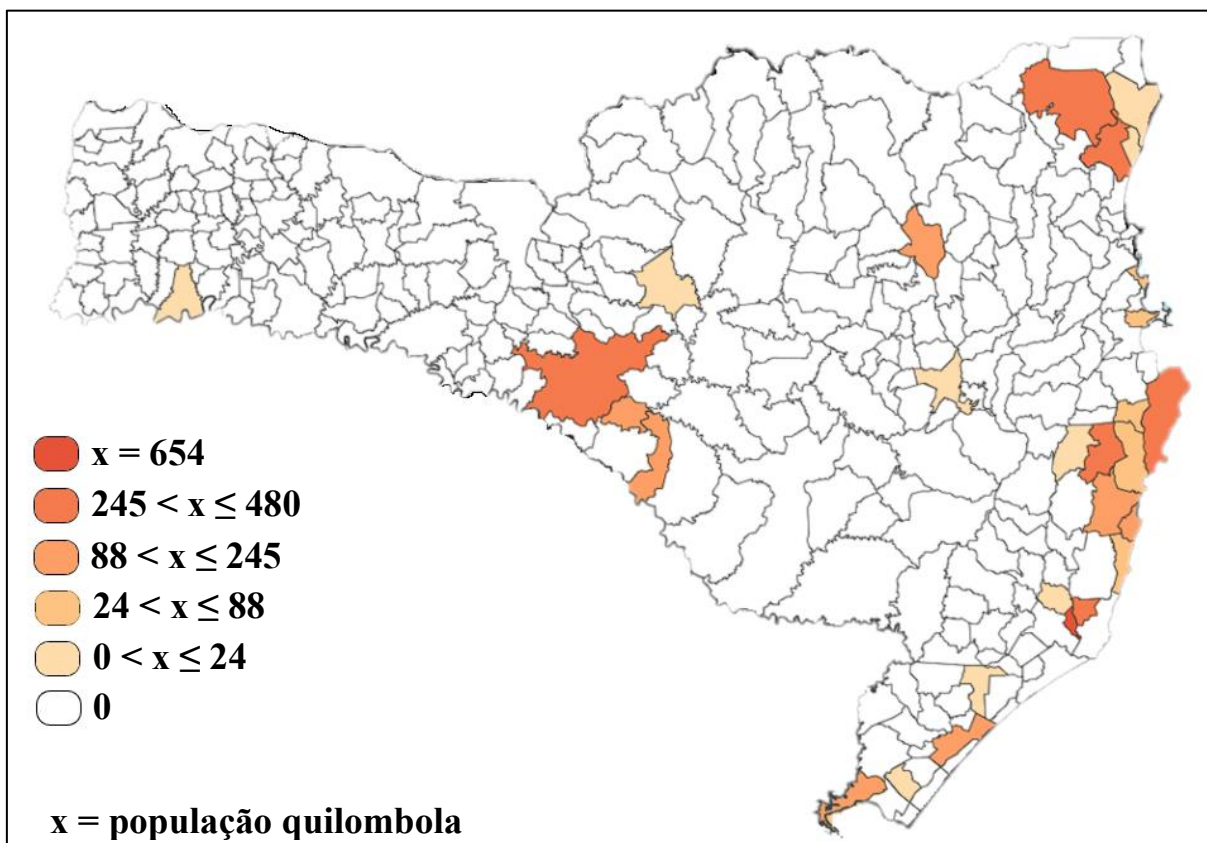 x = 654
245 < x ≤ 480
88 < x ≤ 245
24 < x ≤ 88
0 < x ≤ 24
0
x = população quilombola